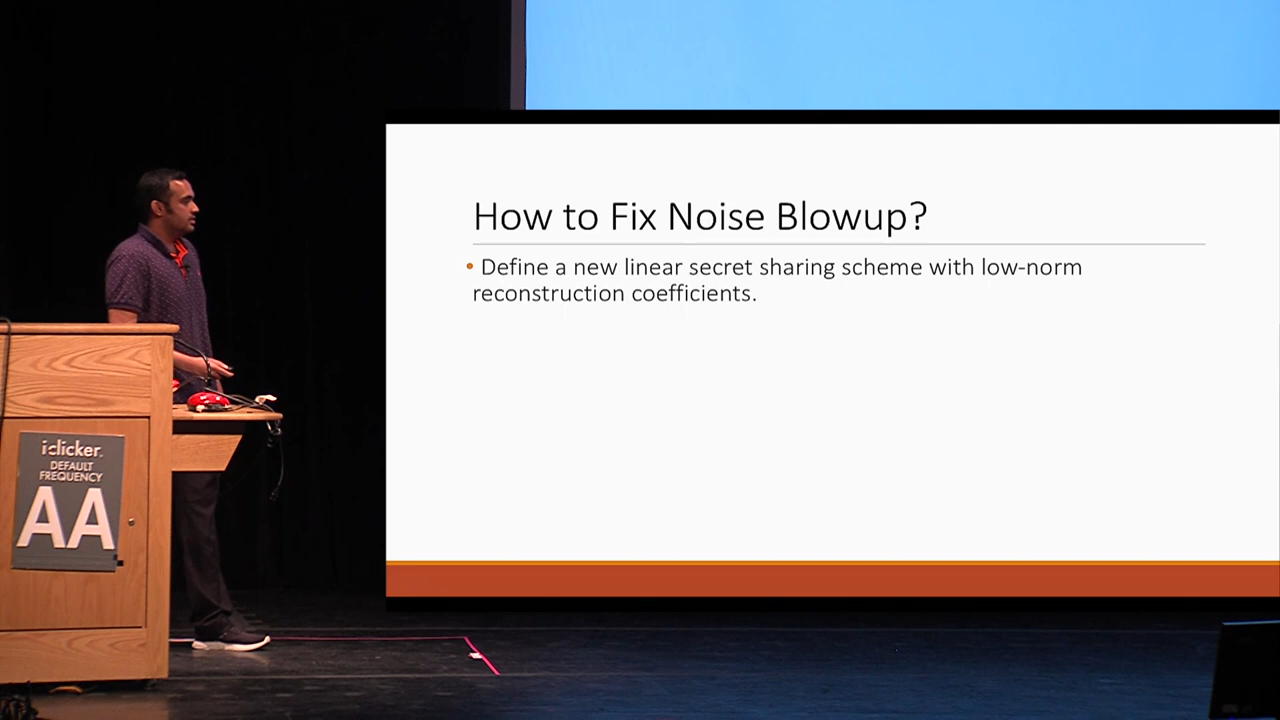 How to Fix Noise Blowup?
• Define a new linear secret sharing scheme with low-norm
reconstruction coefficients.
iclicker.
DEFAULT
FREQUENCY
AA